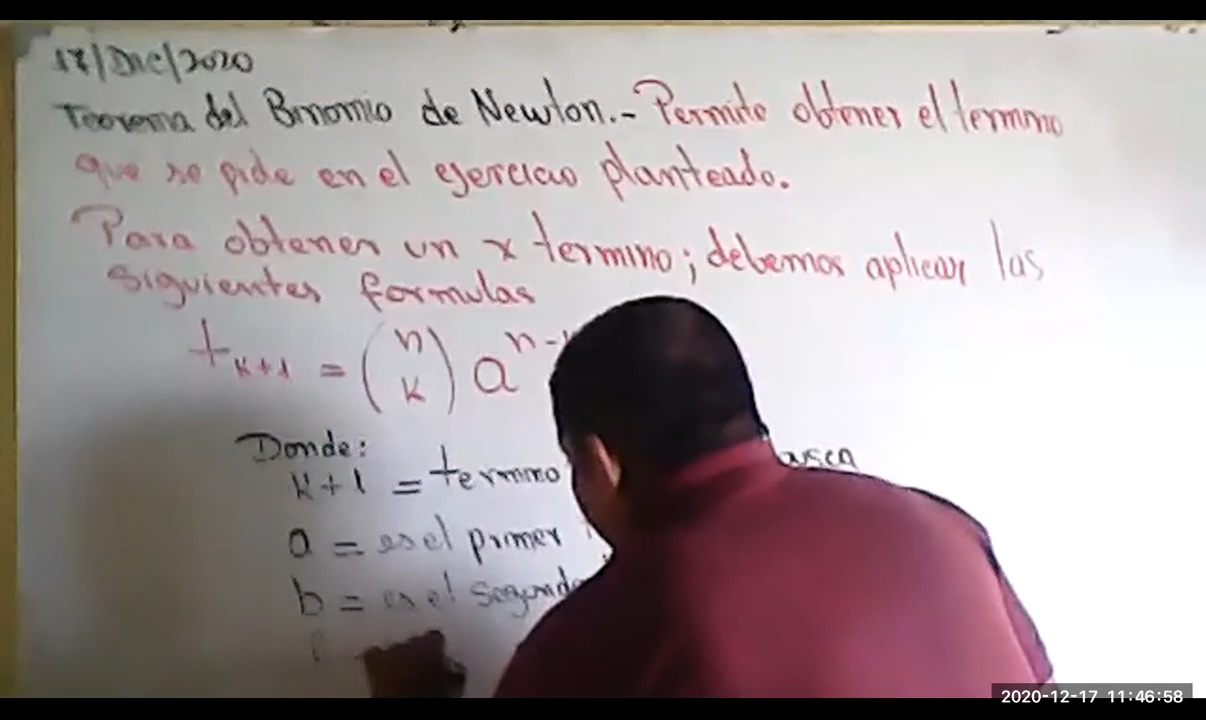 17/Dic/2020
Teorema del Binomio de Newton.- Permite obtener el termino
que se pide en el ejercicio planteado.
Para obtener un x termino; debemos aplicar las
siguientes formulas
t_{k+1} = (n k) a^{n-
Donde:
k+1 = termino
a = es el primer
b = es el segundo
2020-12-17 11:46:58